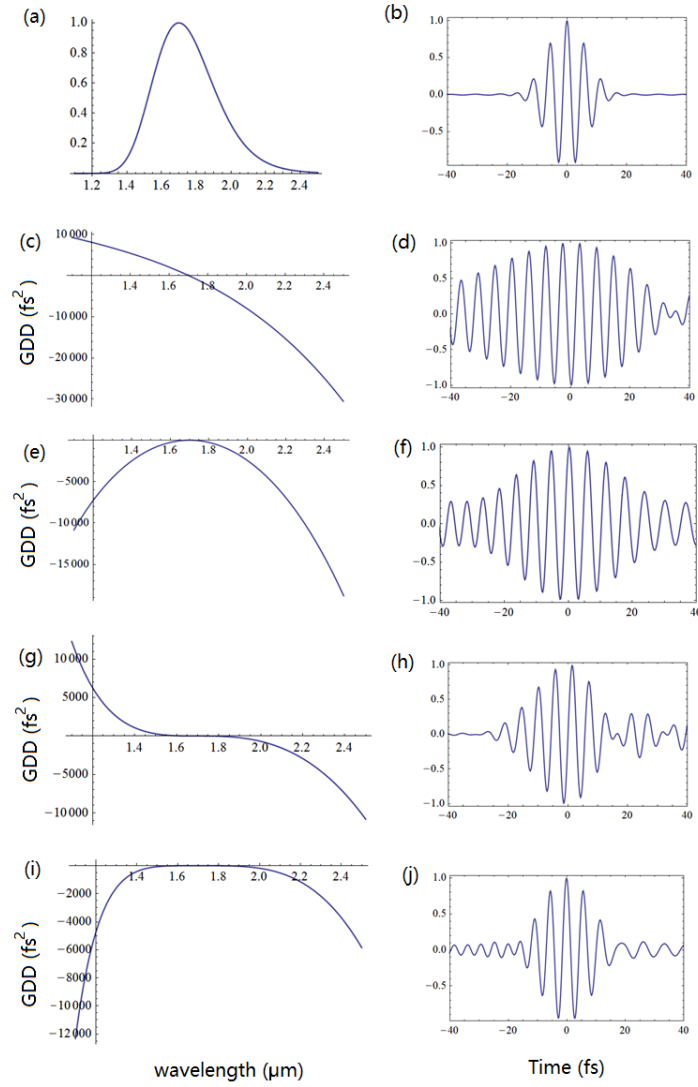 (a)
1.0
0.8
0.6
0.4
0.2
1.2 1.4 1.6 1.8 2.0 2.2 2.4
(b)
1.0
0.5
0.0
−0.5
−40 −20 0 20 40
(c)
GDD (fs²)
10 000
1.4 1.6 1.8 2.0 2.2 2.4
−10 000
−20 000
−30 000
(d)
1.0
0.5
0.0
−0.5
−1.0
−40 −20 0 20 40
(e)
GDD (fs²)
1.4 1.6 1.8 2.0 2.2 2.4
−5000
−10 000
−15 000
(f)
1.0
0.5
0.0
−0.5
−1.0
−40 −20 0 20 40
(g)
GDD (fs²)
10 000
5000
1.4 1.6 1.8 2.0 2.2 2.4
−5000
−10 000
(h)
1.0
0.5
0.0
−0.5
−1.0
−40 −20 0 20 40
(i)
GDD (fs²)
1.4 1.6 1.8 2.0 2.2 2.4
−2000
−4000
−6000
−8000
−10 000
−12 000
(j)
1.0
0.5
0.0
−0.5
−40 −20 0 20 40
wavelength (μm)
Time (fs)